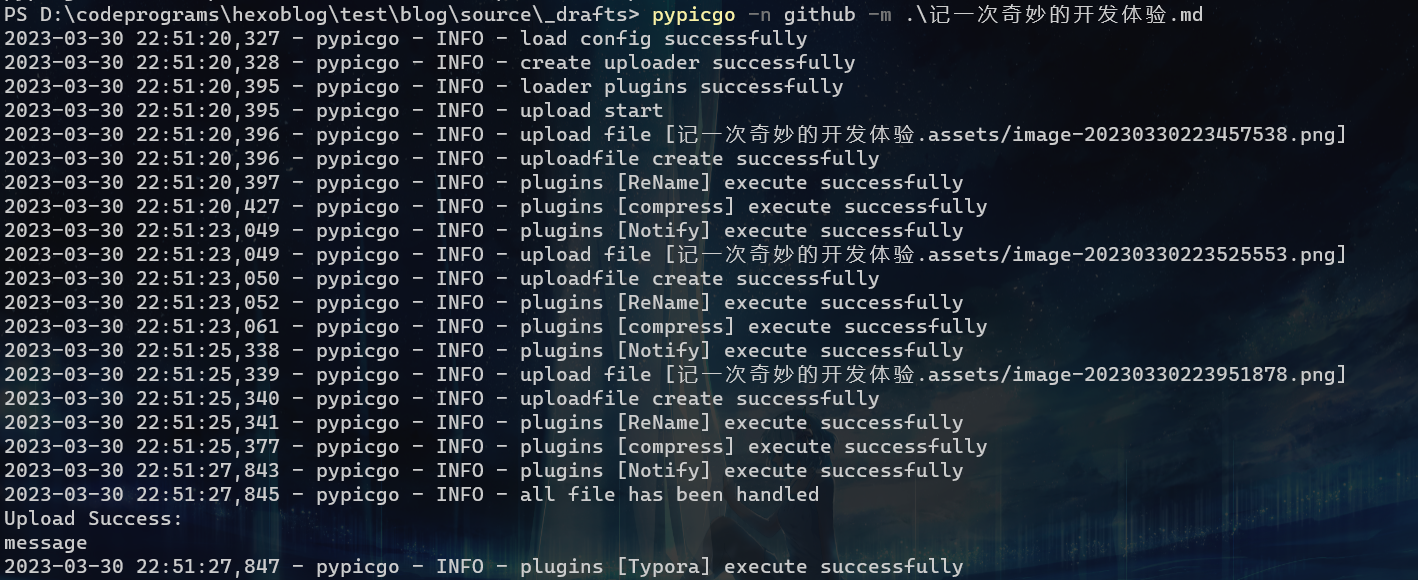 PS D:\codeprograms\hexoblog\test\blog\source\_drafts> pypicgo -n github -m .\记一次奇妙的开发体验.md
2023-03-30 22:51:20,327 - pypicgo - INFO - load config successfully
2023-03-30 22:51:20,328 - pypicgo - INFO - create uploader successfully
2023-03-30 22:51:20,395 - pypicgo - INFO - loader plugins successfully
2023-03-30 22:51:20,395 - pypicgo - INFO - upload start
2023-03-30 22:51:20,396 - pypicgo - INFO - upload file [记一次奇妙的开发体验.assets/image-20230330223457538.png]
2023-03-30 22:51:20,396 - pypicgo - INFO - uploadfile create successfully
2023-03-30 22:51:20,397 - pypicgo - INFO - plugins [ReName] execute successfully
2023-03-30 22:51:20,427 - pypicgo - INFO - plugins [compress] execute successfully
2023-03-30 22:51:23,049 - pypicgo - INFO - plugins [Notify] execute successfully
2023-03-30 22:51:23,049 - pypicgo - INFO - upload file [记一次奇妙的开发体验.assets/image-20230330223525553.png]
2023-03-30 22:51:23,050 - pypicgo - INFO - uploadfile create successfully
2023-03-30 22:51:23,052 - pypicgo - INFO - plugins [ReName] execute successfully
2023-03-30 22:51:23,061 - pypicgo - INFO - plugins [compress] execute successfully
2023-03-30 22:51:25,338 - pypicgo - INFO - plugins [Notify] execute successfully
2023-03-30 22:51:25,339 - pypicgo - INFO - upload file [记一次奇妙的开发体验.assets/image-20230330223951878.png]
2023-03-30 22:51:25,340 - pypicgo - INFO - uploadfile create successfully
2023-03-30 22:51:25,341 - pypicgo - INFO - plugins [ReName] execute successfully
2023-03-30 22:51:25,377 - pypicgo - INFO - plugins [compress] execute successfully
2023-03-30 22:51:27,843 - pypicgo - INFO - plugins [Notify] execute successfully
2023-03-30 22:51:27,845 - pypicgo - INFO - all file has been handled
Upload Success:
message
2023-03-30 22:51:27,847 - pypicgo - INFO - plugins [Typora] execute successfully